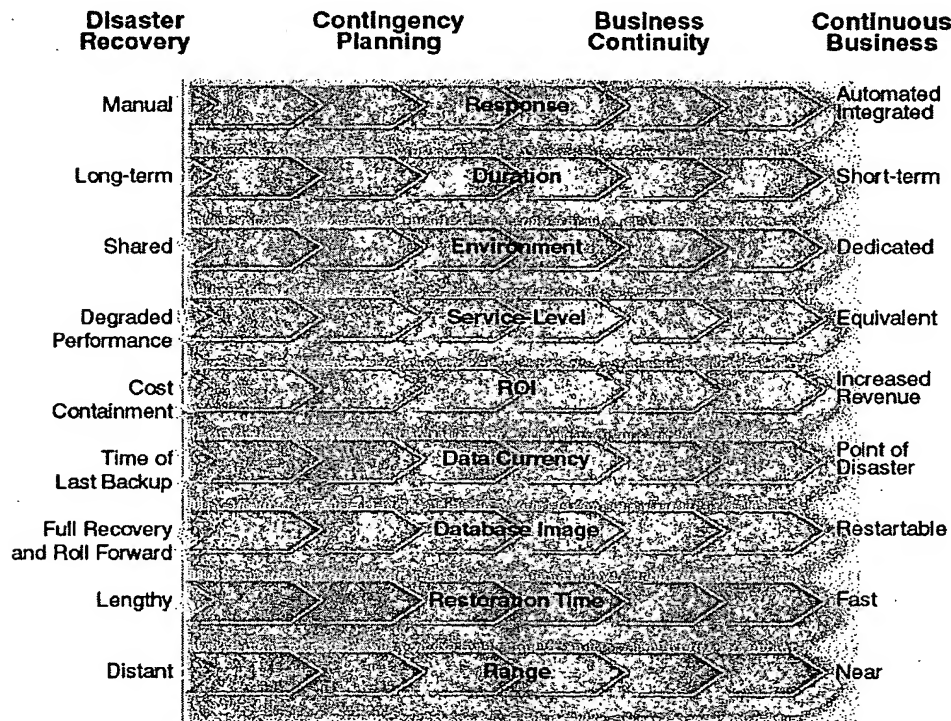 Disaster Recovery
Contingency Planning
Business Continuity
Continuous Business
Manual
Response
Automated Integrated
Long-term
Duration
Short-term
Shared
Environment
Dedicated
Degraded Performance
Service-Level
Equivalent
Cost Containment
ROI
Increased Revenue
Time of Last Backup
Data Currency
Point of Disaster
Full Recovery and Roll Forward
Database Image
Restartable
Lengthy
Restoration Time
Fast
Distant
Range
Near